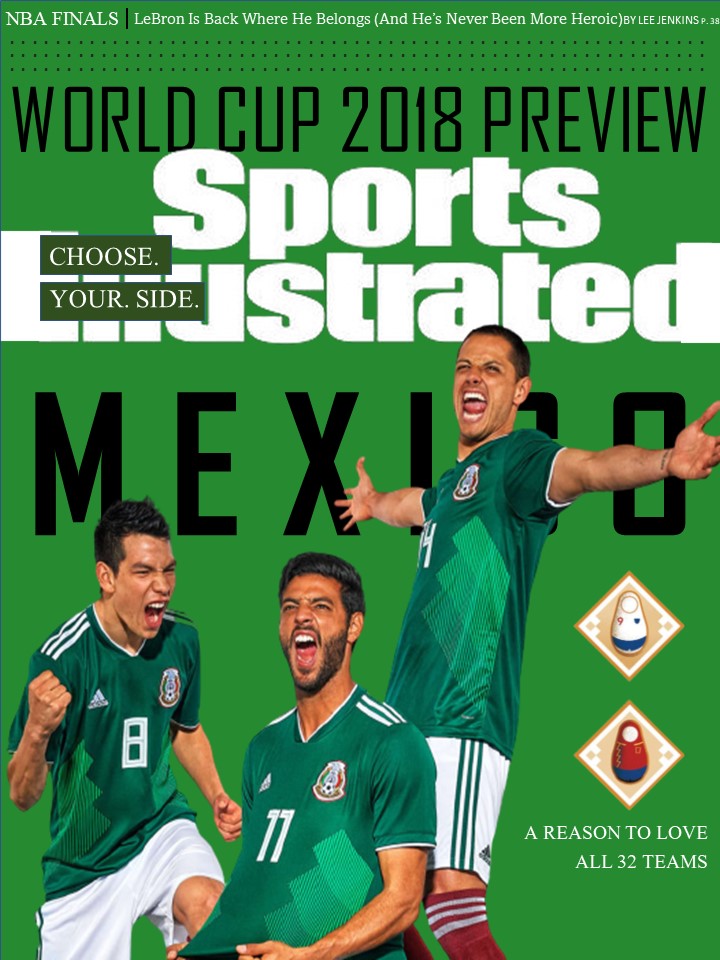 NBA FINALS LeBron Is Back Where He Belongs (And He's Never Been More Heroic) BY LEE JENKINS P. 38
WORLD CUP 2018 PREVIEW
Sports
Illustrated
CHOOSE.
YOUR. SIDE.
MEXICO
14
8
11
9
A REASON TO LOVE
ALL 32 TEAMS